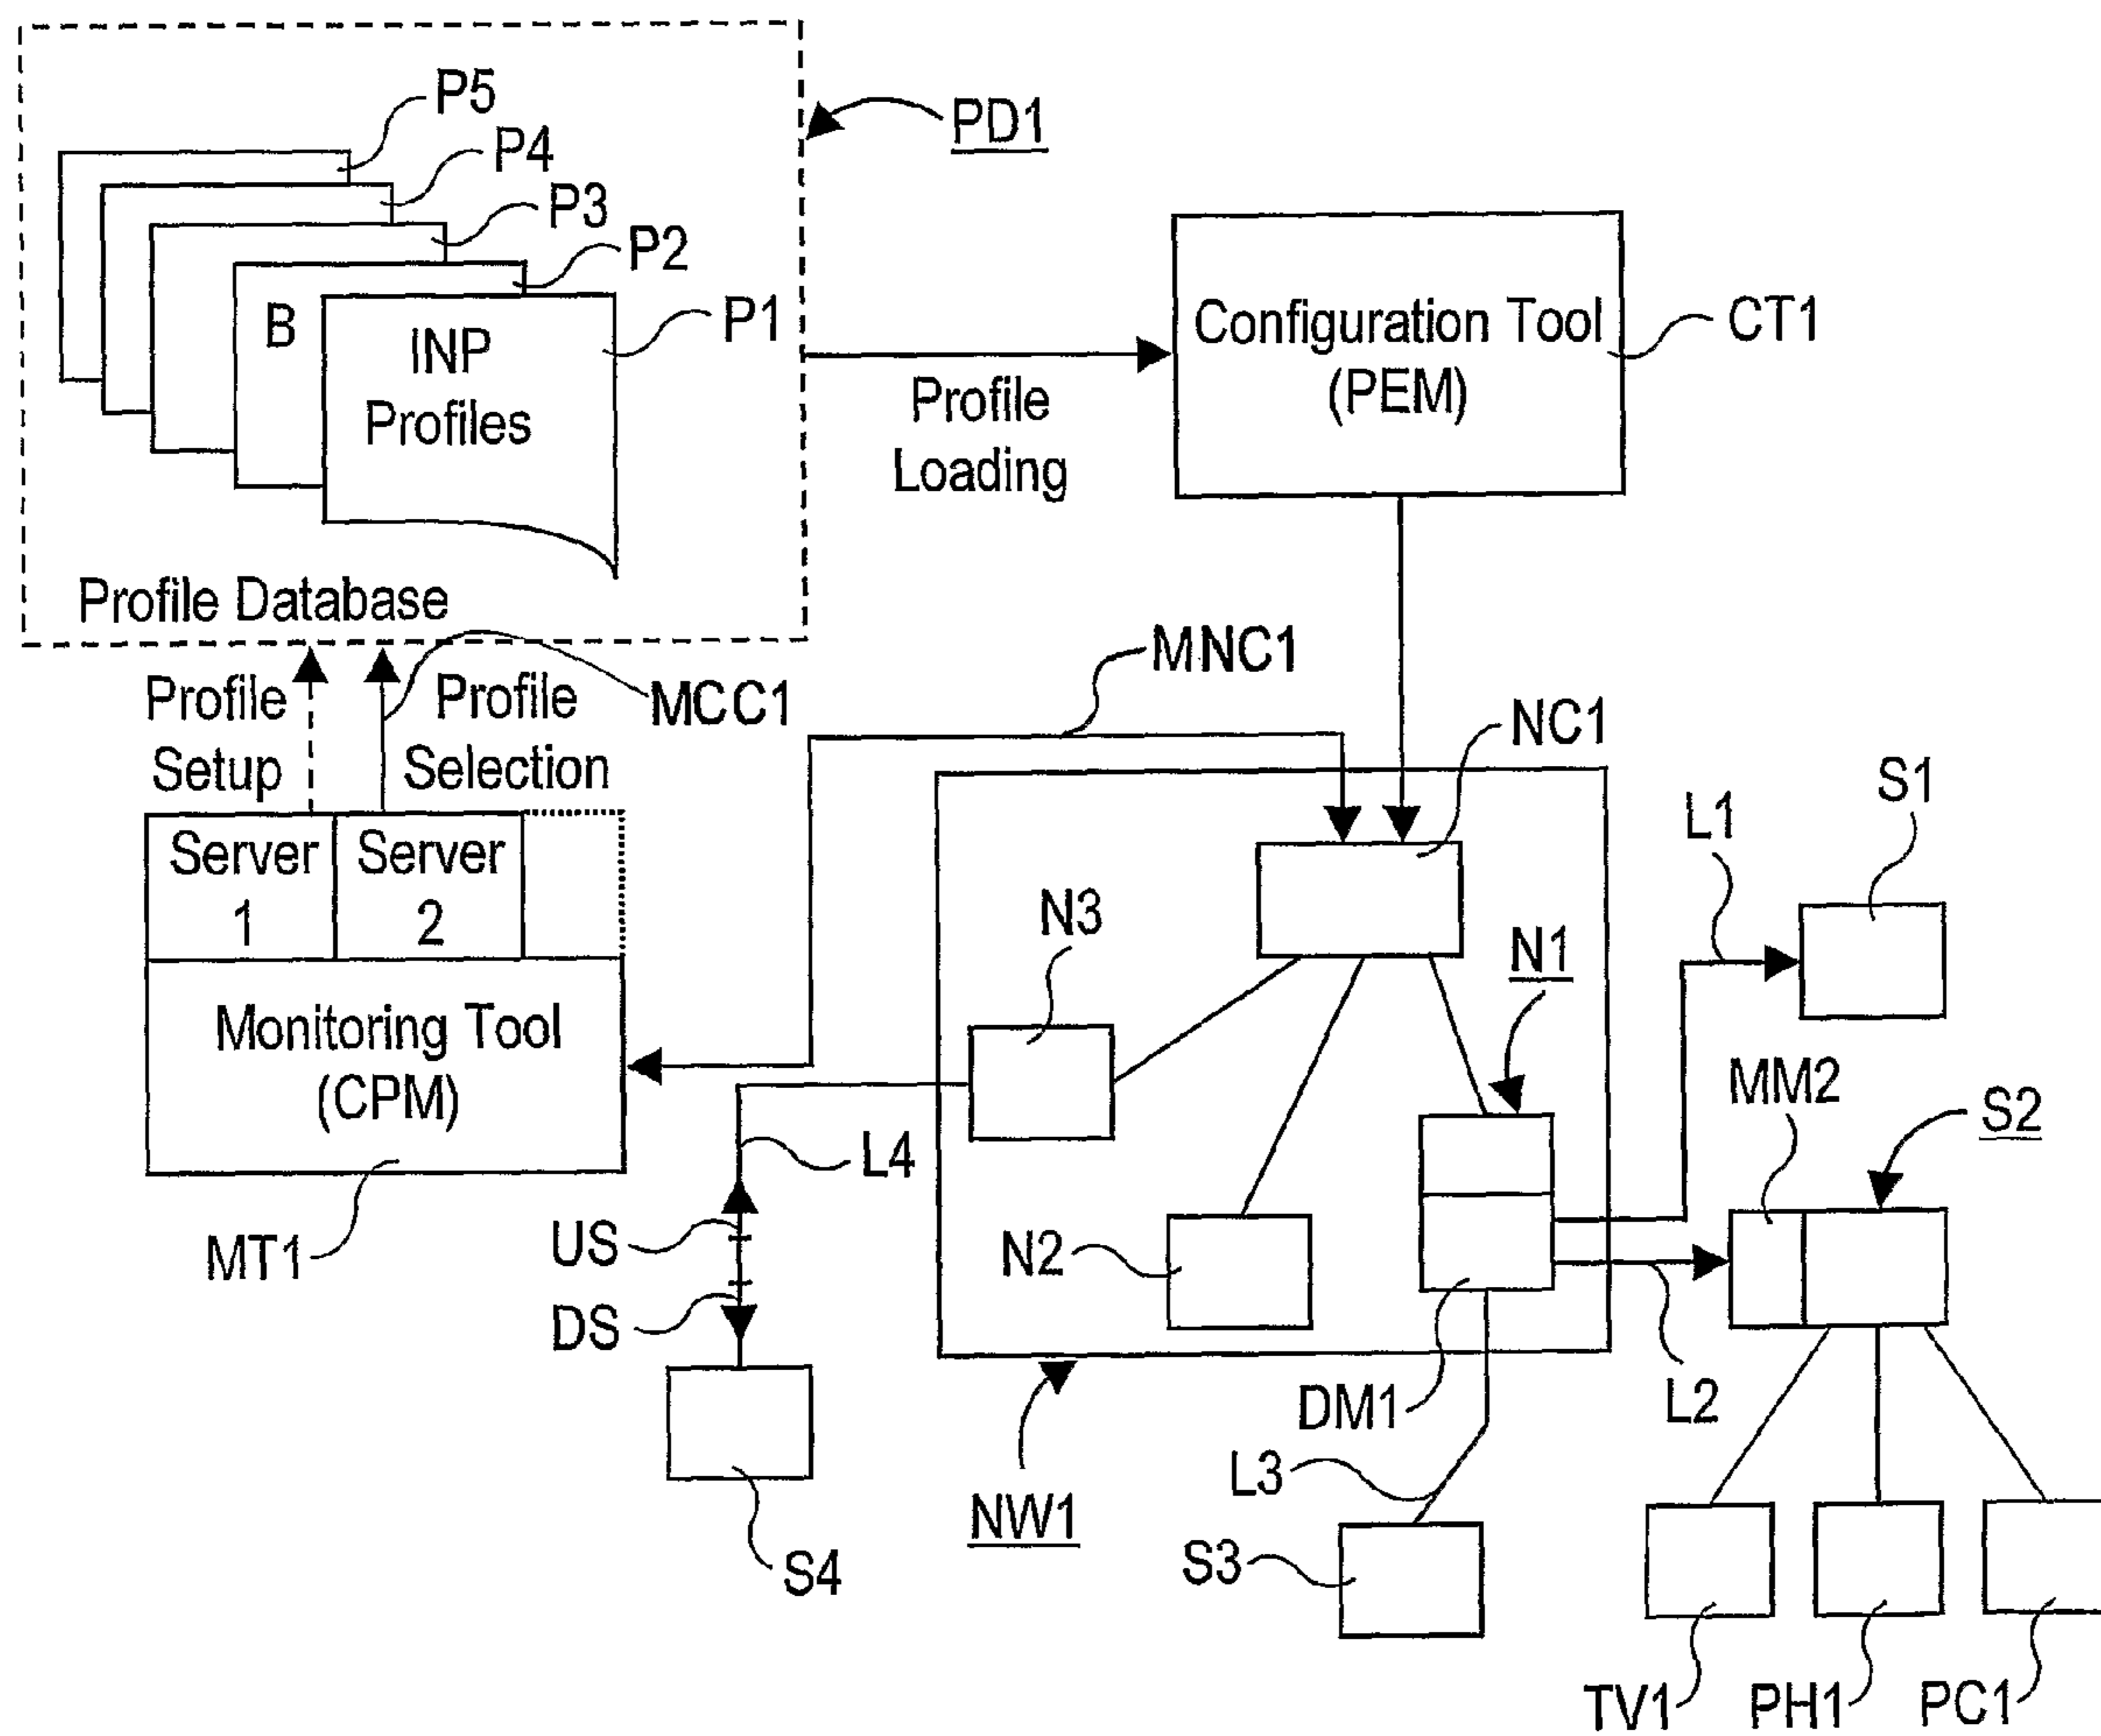 P5
P4
P3
P2
P1
B
INP
Profiles
Profile Database
PD1
Profile
Loading
Configuration Tool
(PEM)
CT1
Profile
Setup
Profile
Selection
MCC1
MNC1
NC1
Server
1
Server
2
Monitoring Tool
(CPM)
MT1
N3
N1
N2
L1
S1
MM2
S2
L4
US
DS
S4
DM1
L2
NW1
L3
S3
TV1
PH1
PC1